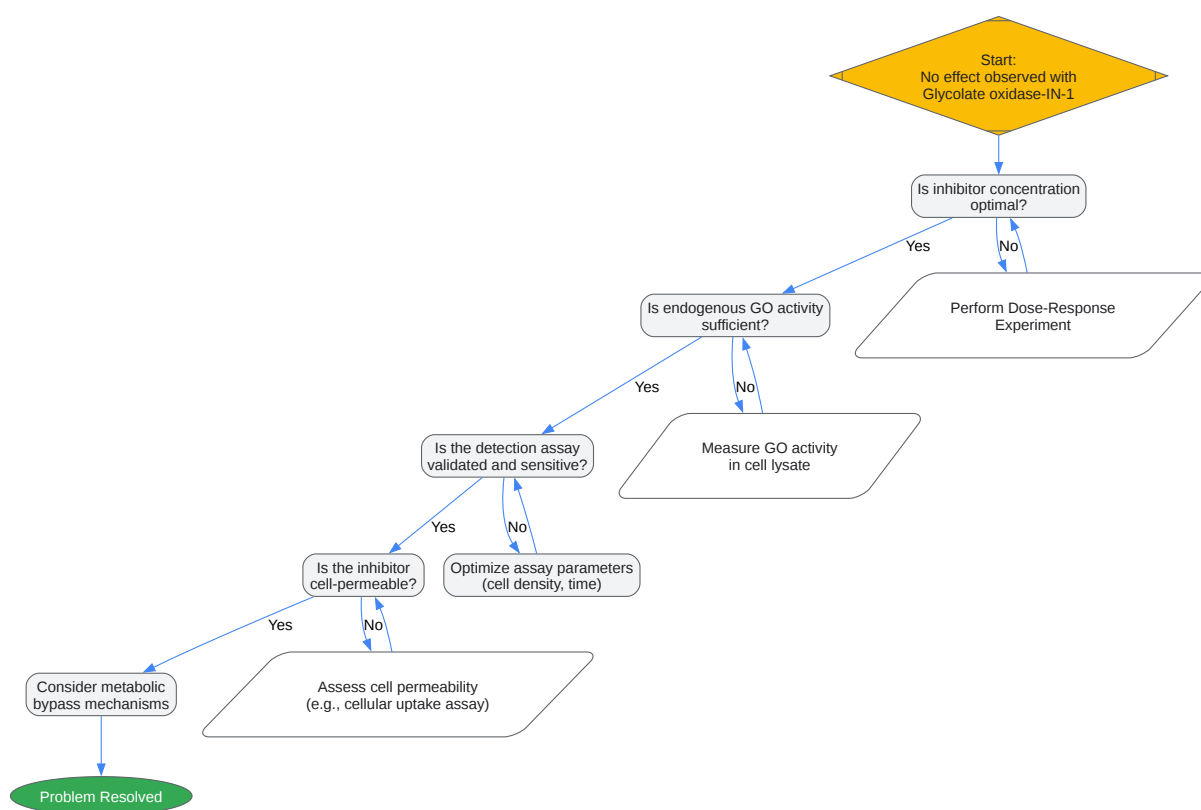 Start:
No effect observed with
Glycolate oxidase-IN-1
Is inhibitor concentration
optimal?
Yes
No
Perform Dose-Response
Experiment
Is endogenous GO activity
sufficient?
Yes
No
Measure GO activity
in cell lysate
Is the detection assay
validated and sensitive?
Yes
No
Optimize assay parameters
(cell density, time)
Is the inhibitor
cell-permeable?
Yes
No
Assess cell permeability
(e.g., cellular uptake assay)
Consider metabolic
bypass mechanisms
Problem Resolved